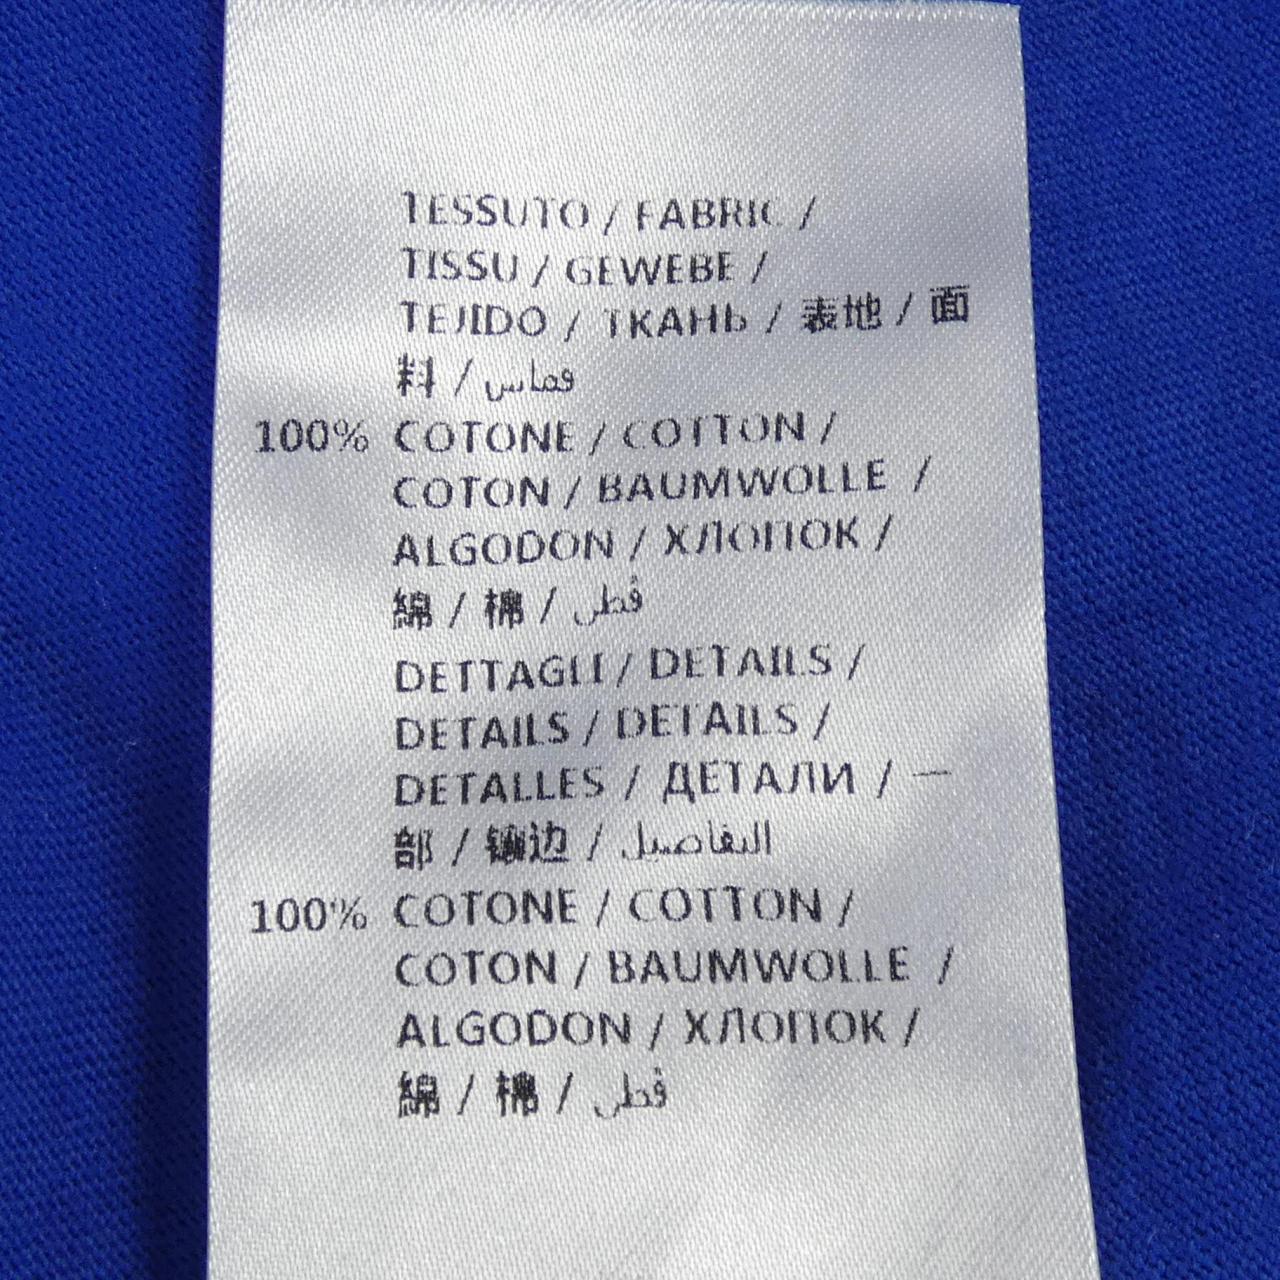 TESSUTO / FABRIC /
TISSU / GEWEBE /
TEJIDO / ТКАНЬ / 表地 / 面
料 / قماس
100% COTONE / COTTON /
COTON / BAUMWOLLE /
ALGODON / ХЛОПОК /
綿 / 棉 / قطن
DETTAGLI / DETAILS /
DETAILS / DETAILS /
DETALLES / ДЕТАЛИ / 一
部 / 镶边 / التفاصيل
100% COTONE / COTTON /
COTON / BAUMWOLLE /
ALGODON / ХЛОПОК /
綿 / 棉 / قطن